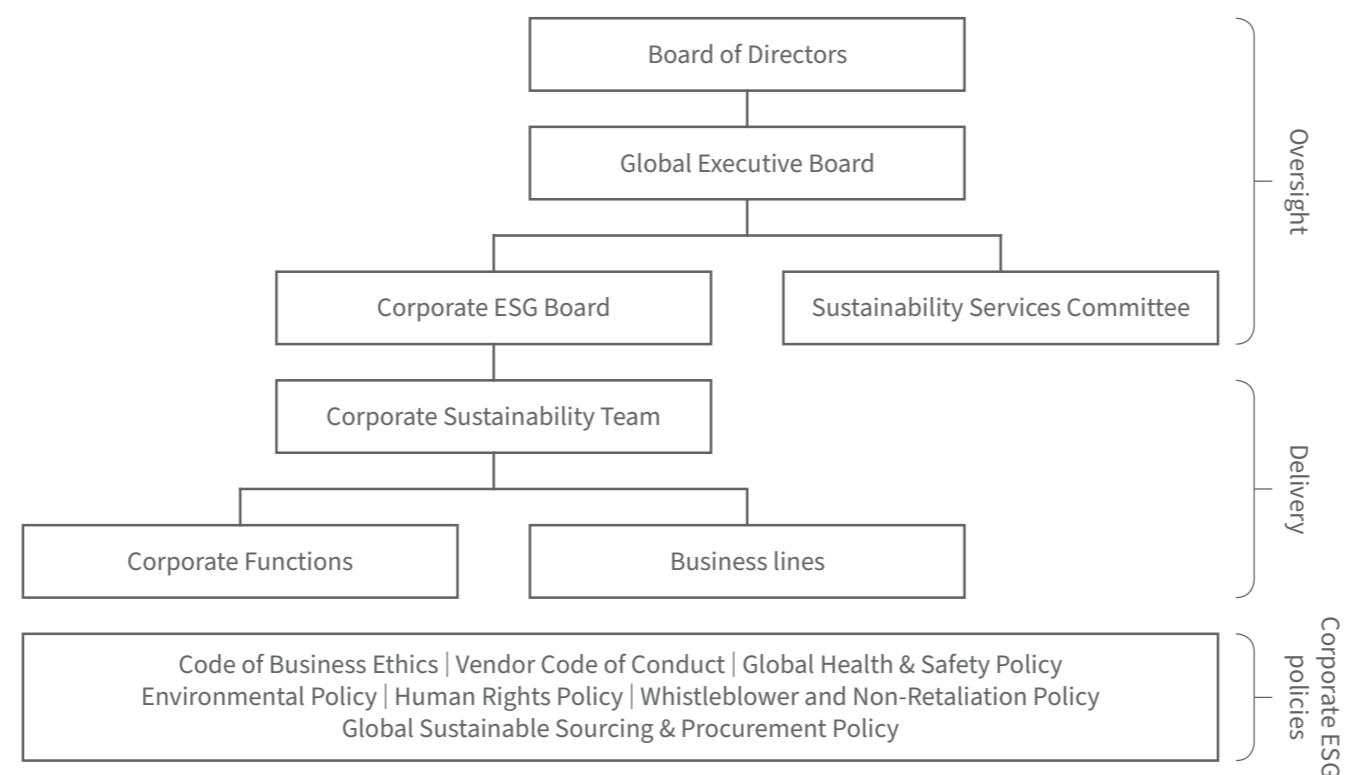 Board of Directors
Global Executive Board
Oversight
Corporate ESG Board
Sustainability Services Committee
Corporate Sustainability Team
Delivery
Corporate Functions
Business lines
Code of Business Ethics | Vendor Code of Conduct | Global Health & Safety Policy
Environmental Policy | Human Rights Policy | Whistleblower and Non-Retaliation Policy
Global Sustainable Sourcing & Procurement Policy
Corporate ESG
policies